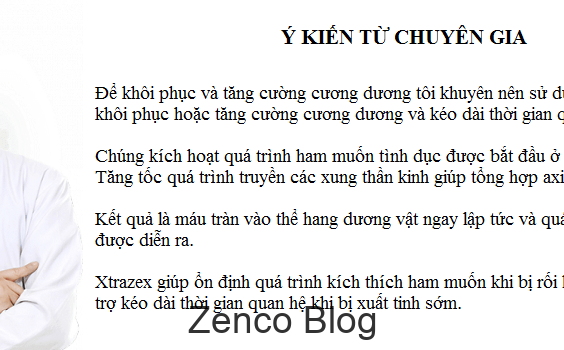 Ý KIẾN TỪ CHUYÊN GIA
Để khôi phục và tăng cường cương dương tôi khuyên nên sử
khôi phục hoặc tăng cường cương dương và kéo dài thời gian
Chúng kích hoạt quá trình ham muốn tình dục được bắt đầu ở
Tăng tốc quá trình truyền các xung thần kinh giúp tổng hợp
Kết quả là máu tràn vào thể hang dương vật ngay lập tức và
được diễn ra.
Xtrazex giúp ổn định quá trình kích thích ham muốn khi bị rối
trợ kéo dài thời gian quan hệ khi bị xuất tinh sớm.
Zenco Blog